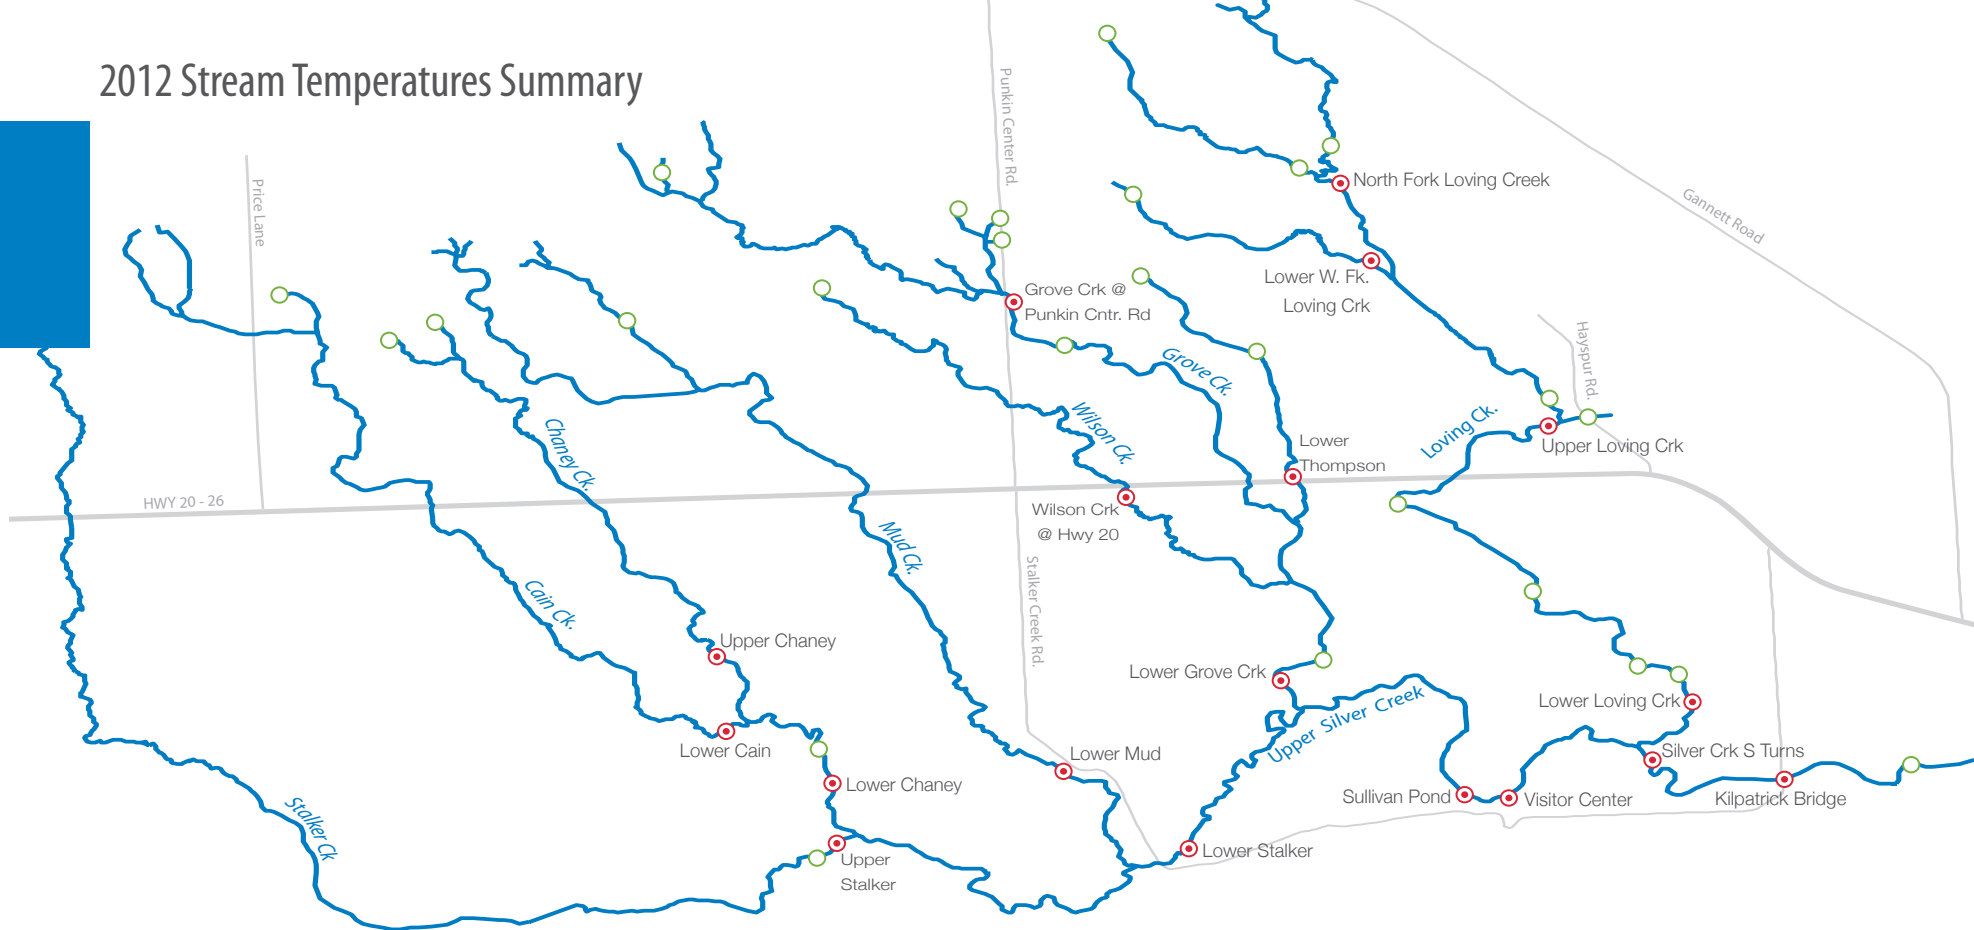 2012 Stream Temperatures Summary
Punkin Center Rd.
Price Lane
North Fork Loving Creek
Gannett Road
Lower W. Fk.
Loving Crk
Grove Crk @
Punkin Cntr. Rd
Hayspur Rd.
Grove Ck.
Wilson Ck.
Loving Ck.
Chaney Ck.
Lower
Thompson
Upper Loving Crk
HWY 20 - 26
Wilson Crk
@ Hwy 20
Mud Ck.
Stalker Creek Rd.
Cain Ck.
Upper Chaney
Lower Grove Crk
Upper Silver Creek
Lower Loving Crk
Lower Cain
Lower Mud
Silver Crk S Turns
Lower Chaney
Sullivan Pond
Visitor Center
Kilpatrick Bridge
Stalker Ck
Lower Stalker
Upper
Stalker